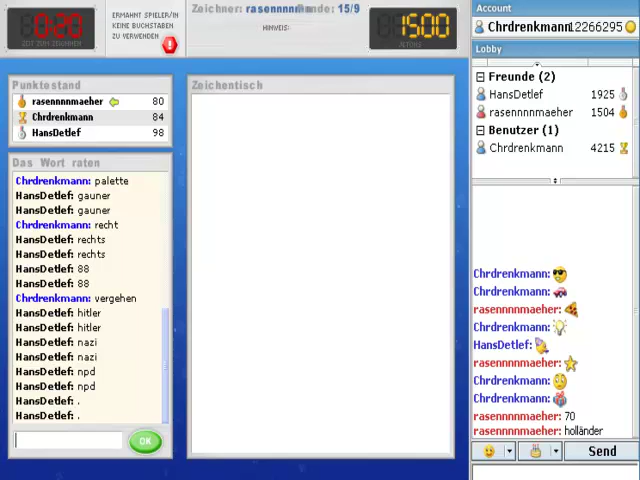 0:20
ZEIT ZUM ZEICHNEN
ERMAHNT SPIELER/IN
KEINE BUCHSTABEN
ZU VERWENDEN
Zeichner:
15/9
HINWEIS:
1500
Punktestand
rasennnnmaeher 80
Chrdrenkmann 84
HansDetlef 98
Das Wort raten
Chrdrenkmann: palette
HansDetlef: gauner
HansDetlef: gauner
Chrdrenkmann: recht
HansDetlef: rechts
HansDetlef: rechts
HansDetlef: 88
HansDetlef: 88
Chrdrenkmann: vergehen
HansDetlef: hitler
HansDetlef: hitler
HansDetlef: nazi
HansDetlef: nazi
HansDetlef: npd
HansDetlef: npd
HansDetlef: .
HansDetlef: .
OK
Zeichentisch
Account
Chrdrenkmann 12266295
Lobby
Freunde (2)
HansDetlef 1925
rasennnnmaeher 1504
Benutzer (1)
Chrdrenkmann 4215
Chrdrenkmann:
Chrdrenkmann:
rasennnnmaeher:
Chrdrenkmann:
HansDetlef:
rasennnnmaeher:
Chrdrenkmann:
Chrdrenkmann:
rasennnnmaeher: 70
rasennnnmaeher: holländer
Send